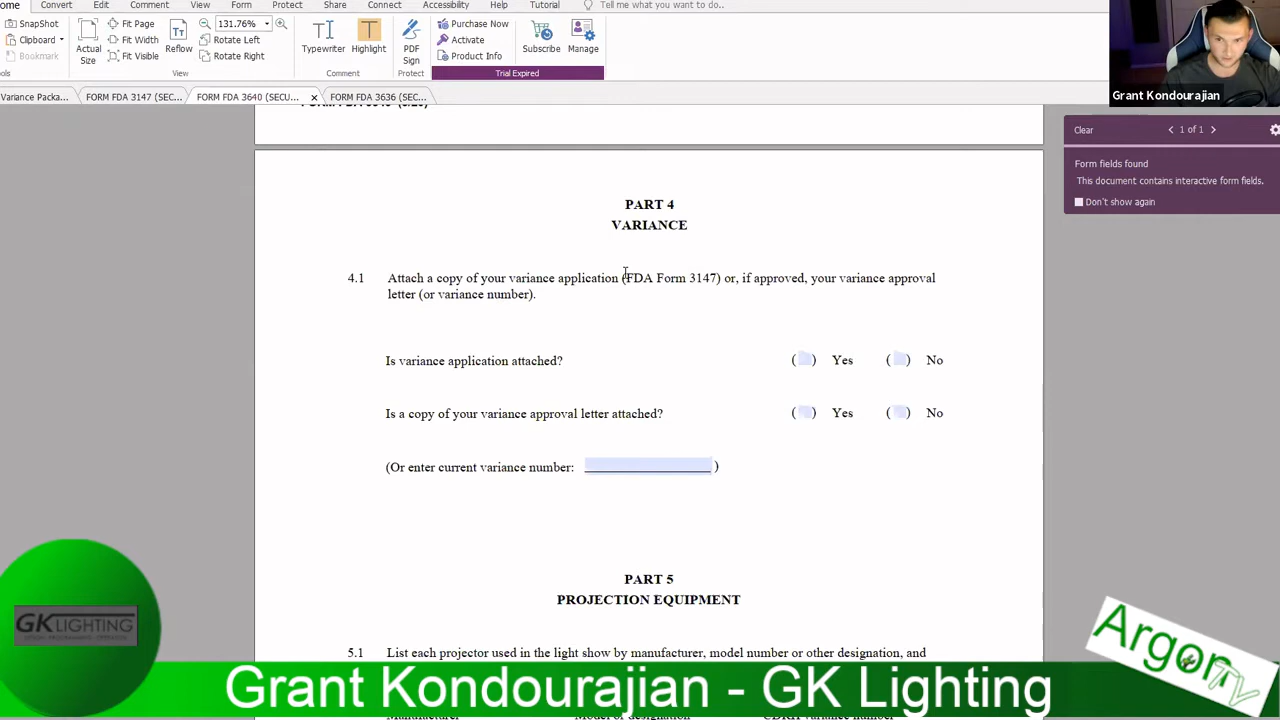 ome Convert Edit Comment View Form Protect Share Connect Accessibility Help Tutorial Tell me what you want to do..
SnapShot
Clipboard
Bookmark
ols
Actual Size
Reflow
Fit Page
Fit Width
Fit Visible
131.76%
Rotate Left
Rotate Right
View
Typewriter
Highlight
Comment
PDF Sign
Protect
Purchase Now
Activate
Product Info
Subscribe
Manage
Trial Expired
Grant Kondourajian
Variance Packa... FORM FDA 3147 (SEC... FORM FDA 3640 (SECU... FORM FDA 3636 (SEC...
Clear 1 of 1
Form fields found
This document contains interactive form fields.
Don't show again
PART 4
VARIANCE
4.1 Attach a copy of your variance application (FDA Form 3147) or, if approved, your variance approval
letter (or variance number).
Is variance application attached? ( ) Yes ( ) No
Is a copy of your variance approval letter attached? ( ) Yes ( ) No
(Or enter current variance number: )
PART 5
PROJECTION EQUIPMENT
5.1 List each projector used in the light show by manufacturer, model number or other designation, and
GK LIGHTING
Argon TV
Grant Kondourajian - GK Lighting